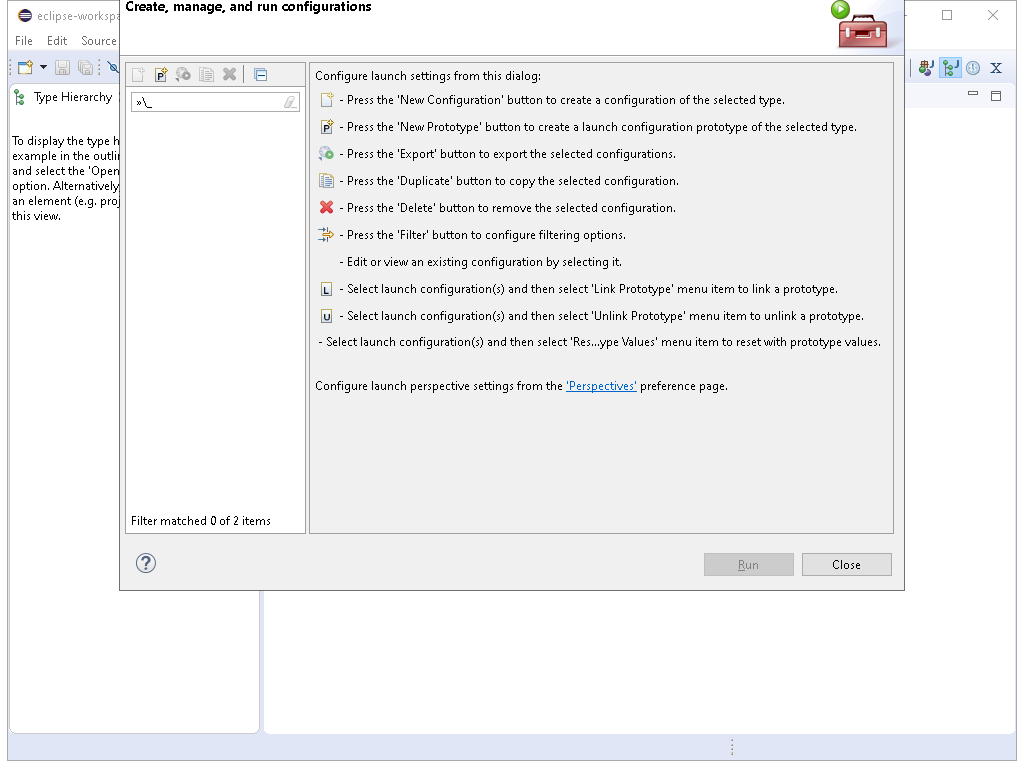 Create, manage, and run configurations
eclipse-workspa
File Edit Source
Type Hierarchy
To display the type h
example in the outlin
and select the 'Open
option. Alternatively
an element (e.g. proj
this view.
»\_
Filter matched 0 of 2 items
Configure launch settings from this dialog:
- Press the 'New Configuration' button to create a configuration of the selected type.
P - Press the 'New Prototype' button to create a launch configuration prototype of the selected type.
- Press the 'Export' button to export the selected configurations.
- Press the 'Duplicate' button to copy the selected configuration.
- Press the 'Delete' button to remove the selected configuration.
- Press the 'Filter' button to configure filtering options.
- Edit or view an existing configuration by selecting it.
L - Select launch configuration(s) and then select 'Link Prototype' menu item to link a prototype.
U - Select launch configuration(s) and then select 'Unlink Prototype' menu item to unlink a prototype.
- Select launch configuration(s) and then select 'Res...ype Values' menu item to reset with prototype values.
Configure launch perspective settings from the 'Perspectives' preference page.
Run Close